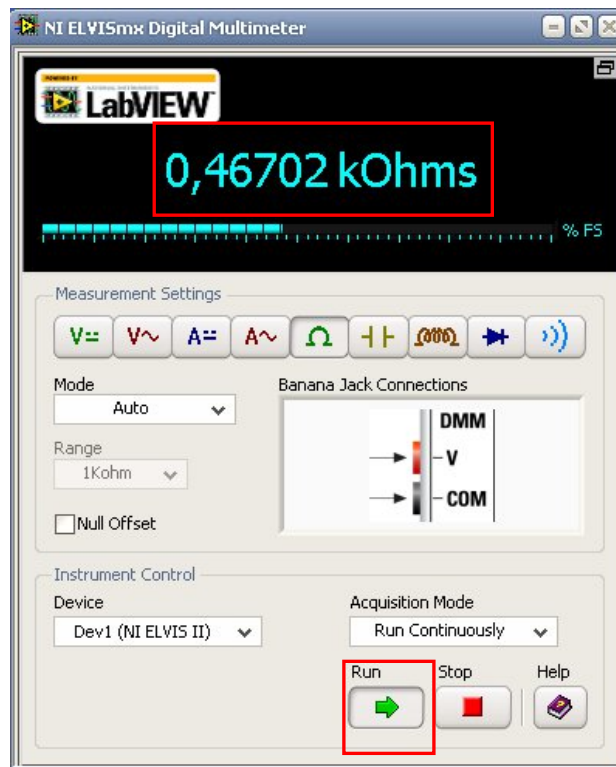 NI ELVISmx Digital Multimeter
LabVIEW
0,46702 kOhms
% FS
Measurement Settings
V A A Ω
Mode
Auto
Range
1Kohm
Null Offset
Banana Jack Connections
DMM
V
COM
Instrument Control
Device
Dev1 (NI ELVIS II)
Acquisition Mode
Run Continuously
Run
Stop
Help